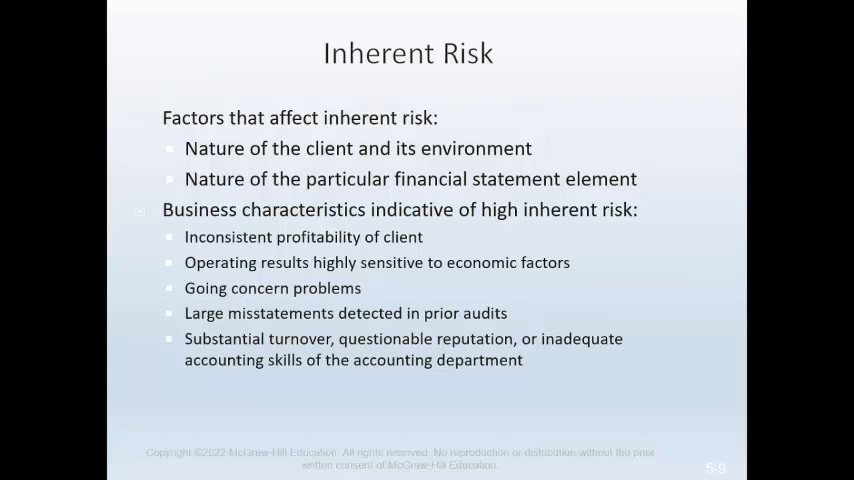 Inherent Risk
Factors that affect inherent risk:
Nature of the client and its environment
Nature of the particular financial statement element
Business characteristics indicative of high inherent risk:
Inconsistent profitability of client
Operating results highly sensitive to economic factors
Going concern problems
Large misstatements detected in prior audits
Substantial turnover, questionable reputation, or inadequate
accounting skills of the accounting department
Copyright ©2022 McGraw-Hill Education. All rights reserved. No reproduction or distribution without the prior
written consent of McGraw-Hill Education.
5-9